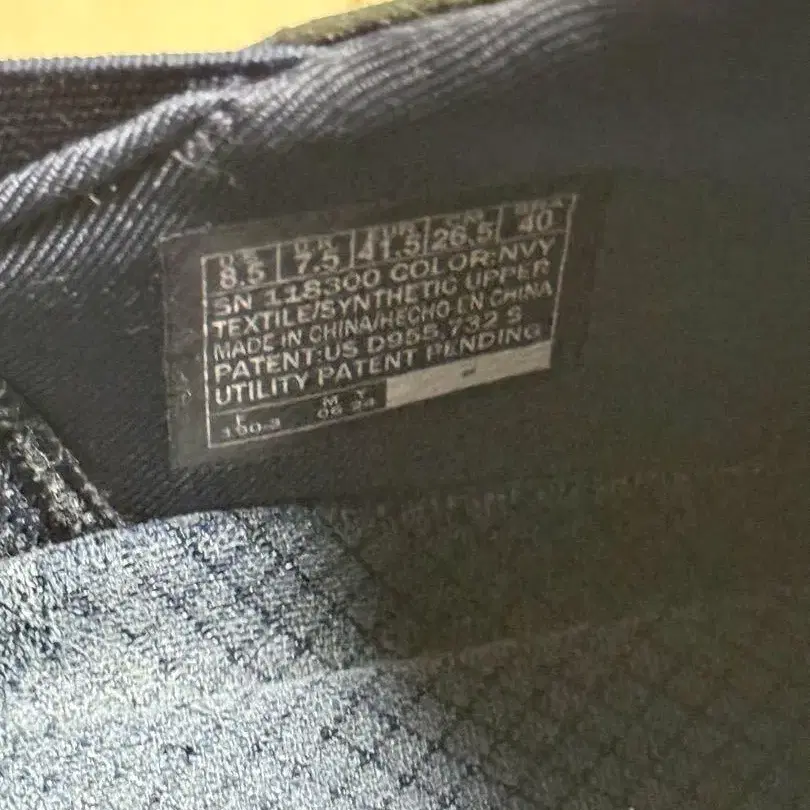 US UK EUR CM BRA
8.5 7.5 41.5 26.5 40
SN 118300 COLOR:NVY
TEXTILE/SYNTHETIC UPPER
MADE IN CHINA/HECHO EN CHINA
PATENT:US D955,732 S
UTILITY PATENT PENDING
M Y